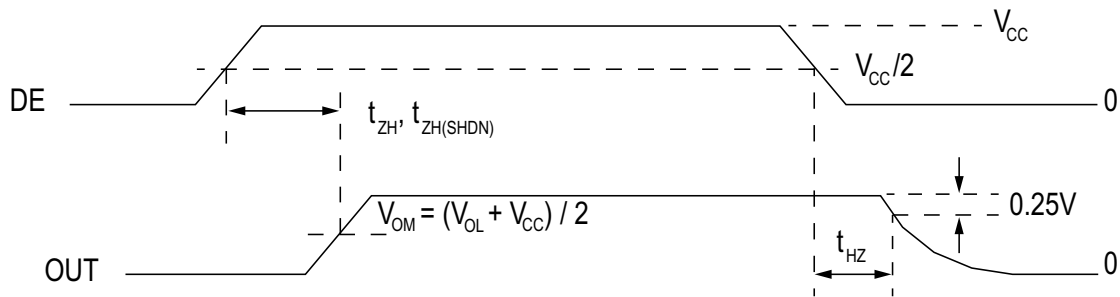 V_CC
V_CC/2
DE
0
t_ZH, t_ZH(SHDN)
V_OM = (V_OL + V_CC) / 2
0.25V
t_HZ
OUT
0